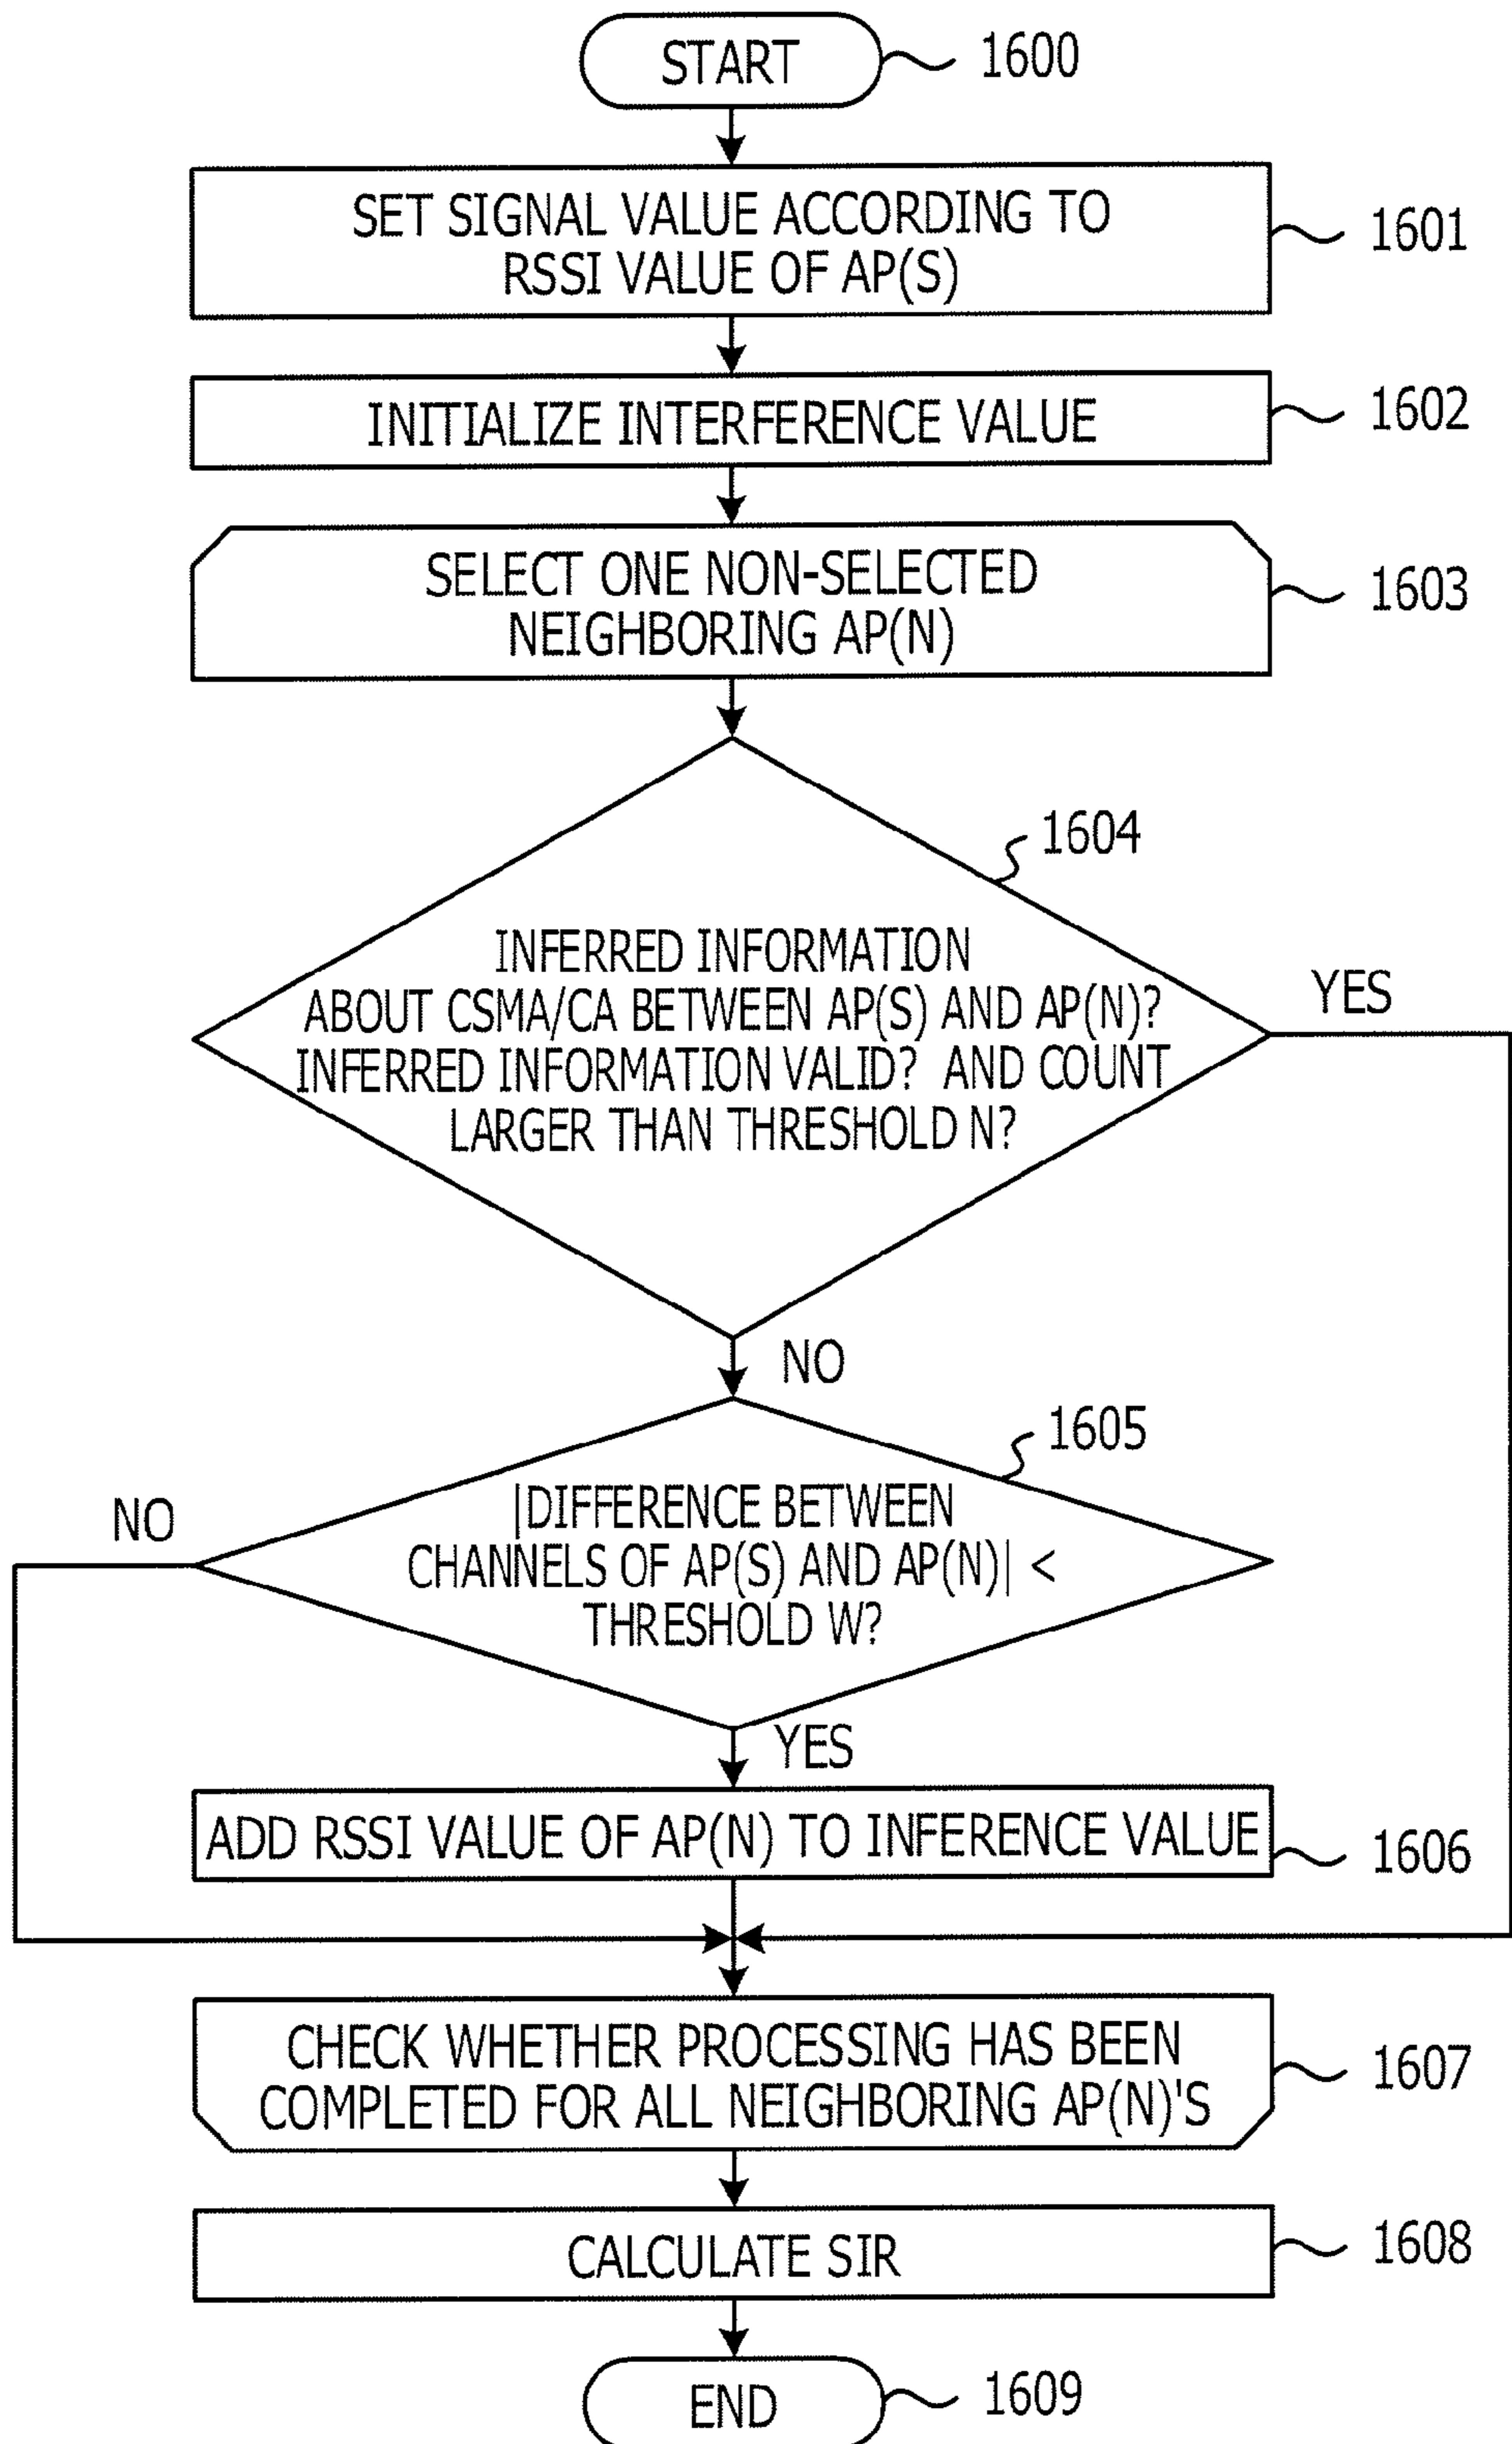 START
1600
SET SIGNAL VALUE ACCORDING TO
RSSI VALUE OF AP(S)
1601
INITIALIZE INTERFERENCE VALUE
1602
SELECT ONE NON-SELECTED
NEIGHBORING AP(N)
1603
1604
INFERRED INFORMATION
ABOUT CSMA/CA BETWEEN AP(S) AND AP(N)?
INFERRED INFORMATION VALID? AND COUNT
LARGER THAN THRESHOLD N?
YES
NO
1605
|DIFFERENCE BETWEEN
CHANNELS OF AP(S) AND AP(N)| <
THRESHOLD W?
NO
YES
ADD RSSI VALUE OF AP(N) TO INFERENCE VALUE
1606
CHECK WHETHER PROCESSING HAS BEEN
COMPLETED FOR ALL NEIGHBORING AP(N)'S
1607
CALCULATE SIR
1608
END
1609